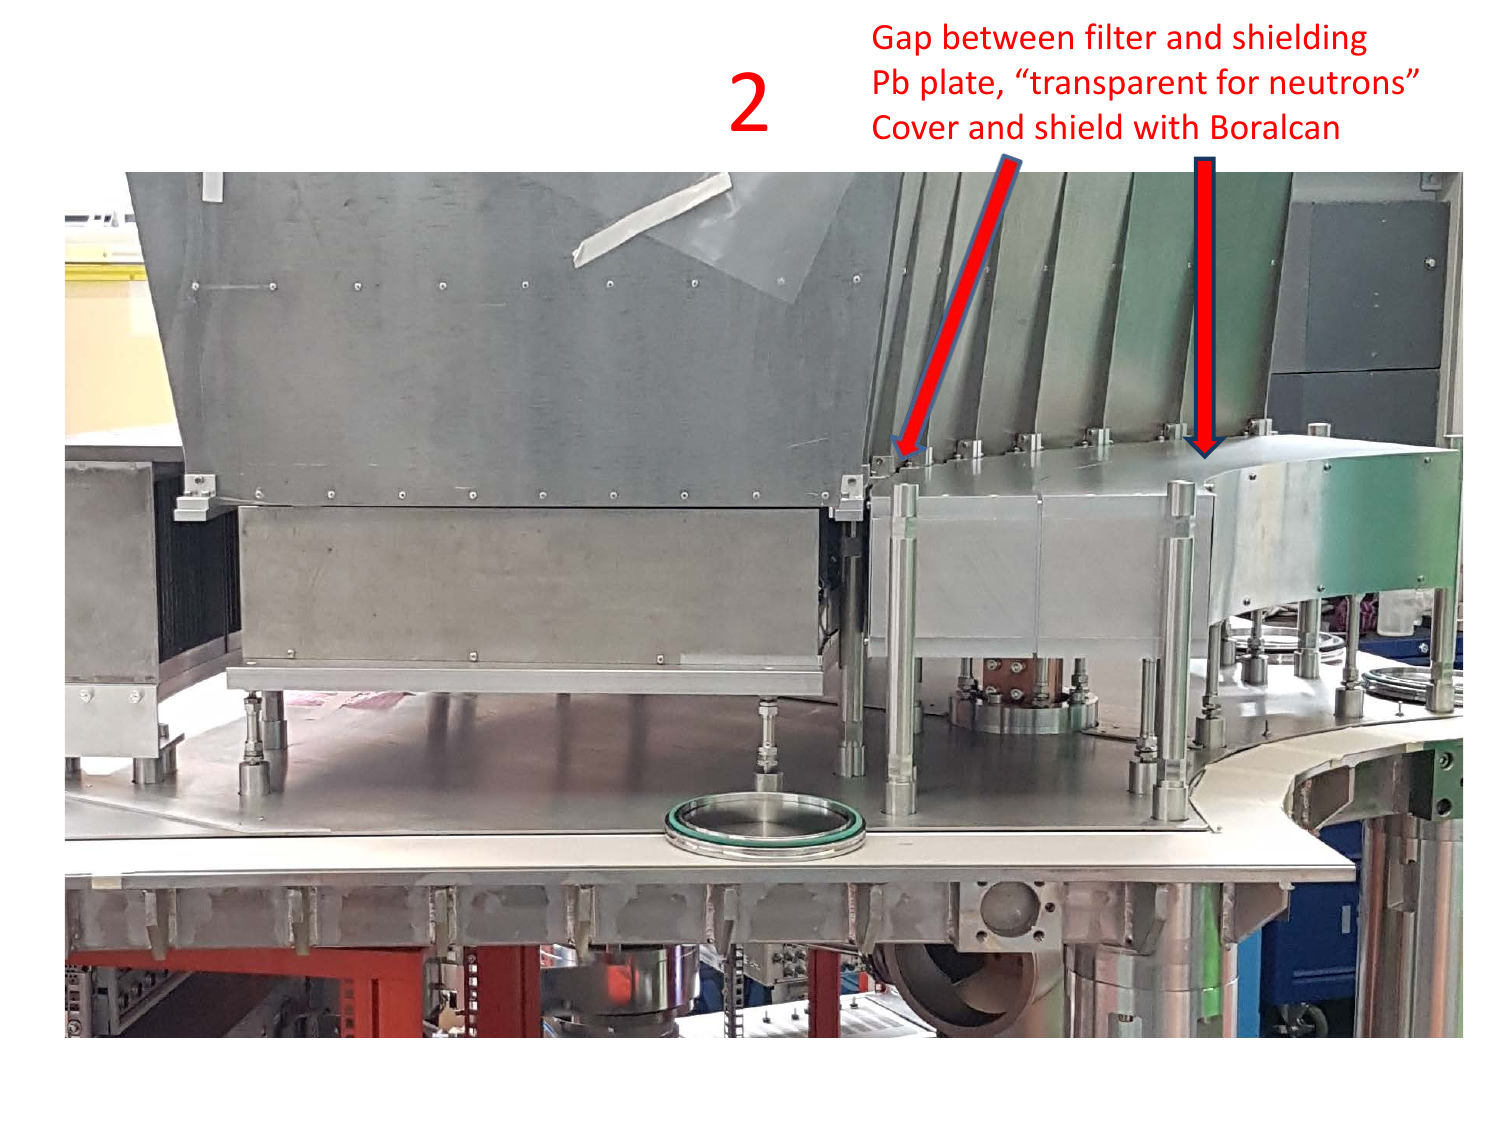 2
Gap between filter and shielding
Pb plate, “transparent for neutrons”
Cover and shield with Boralcan